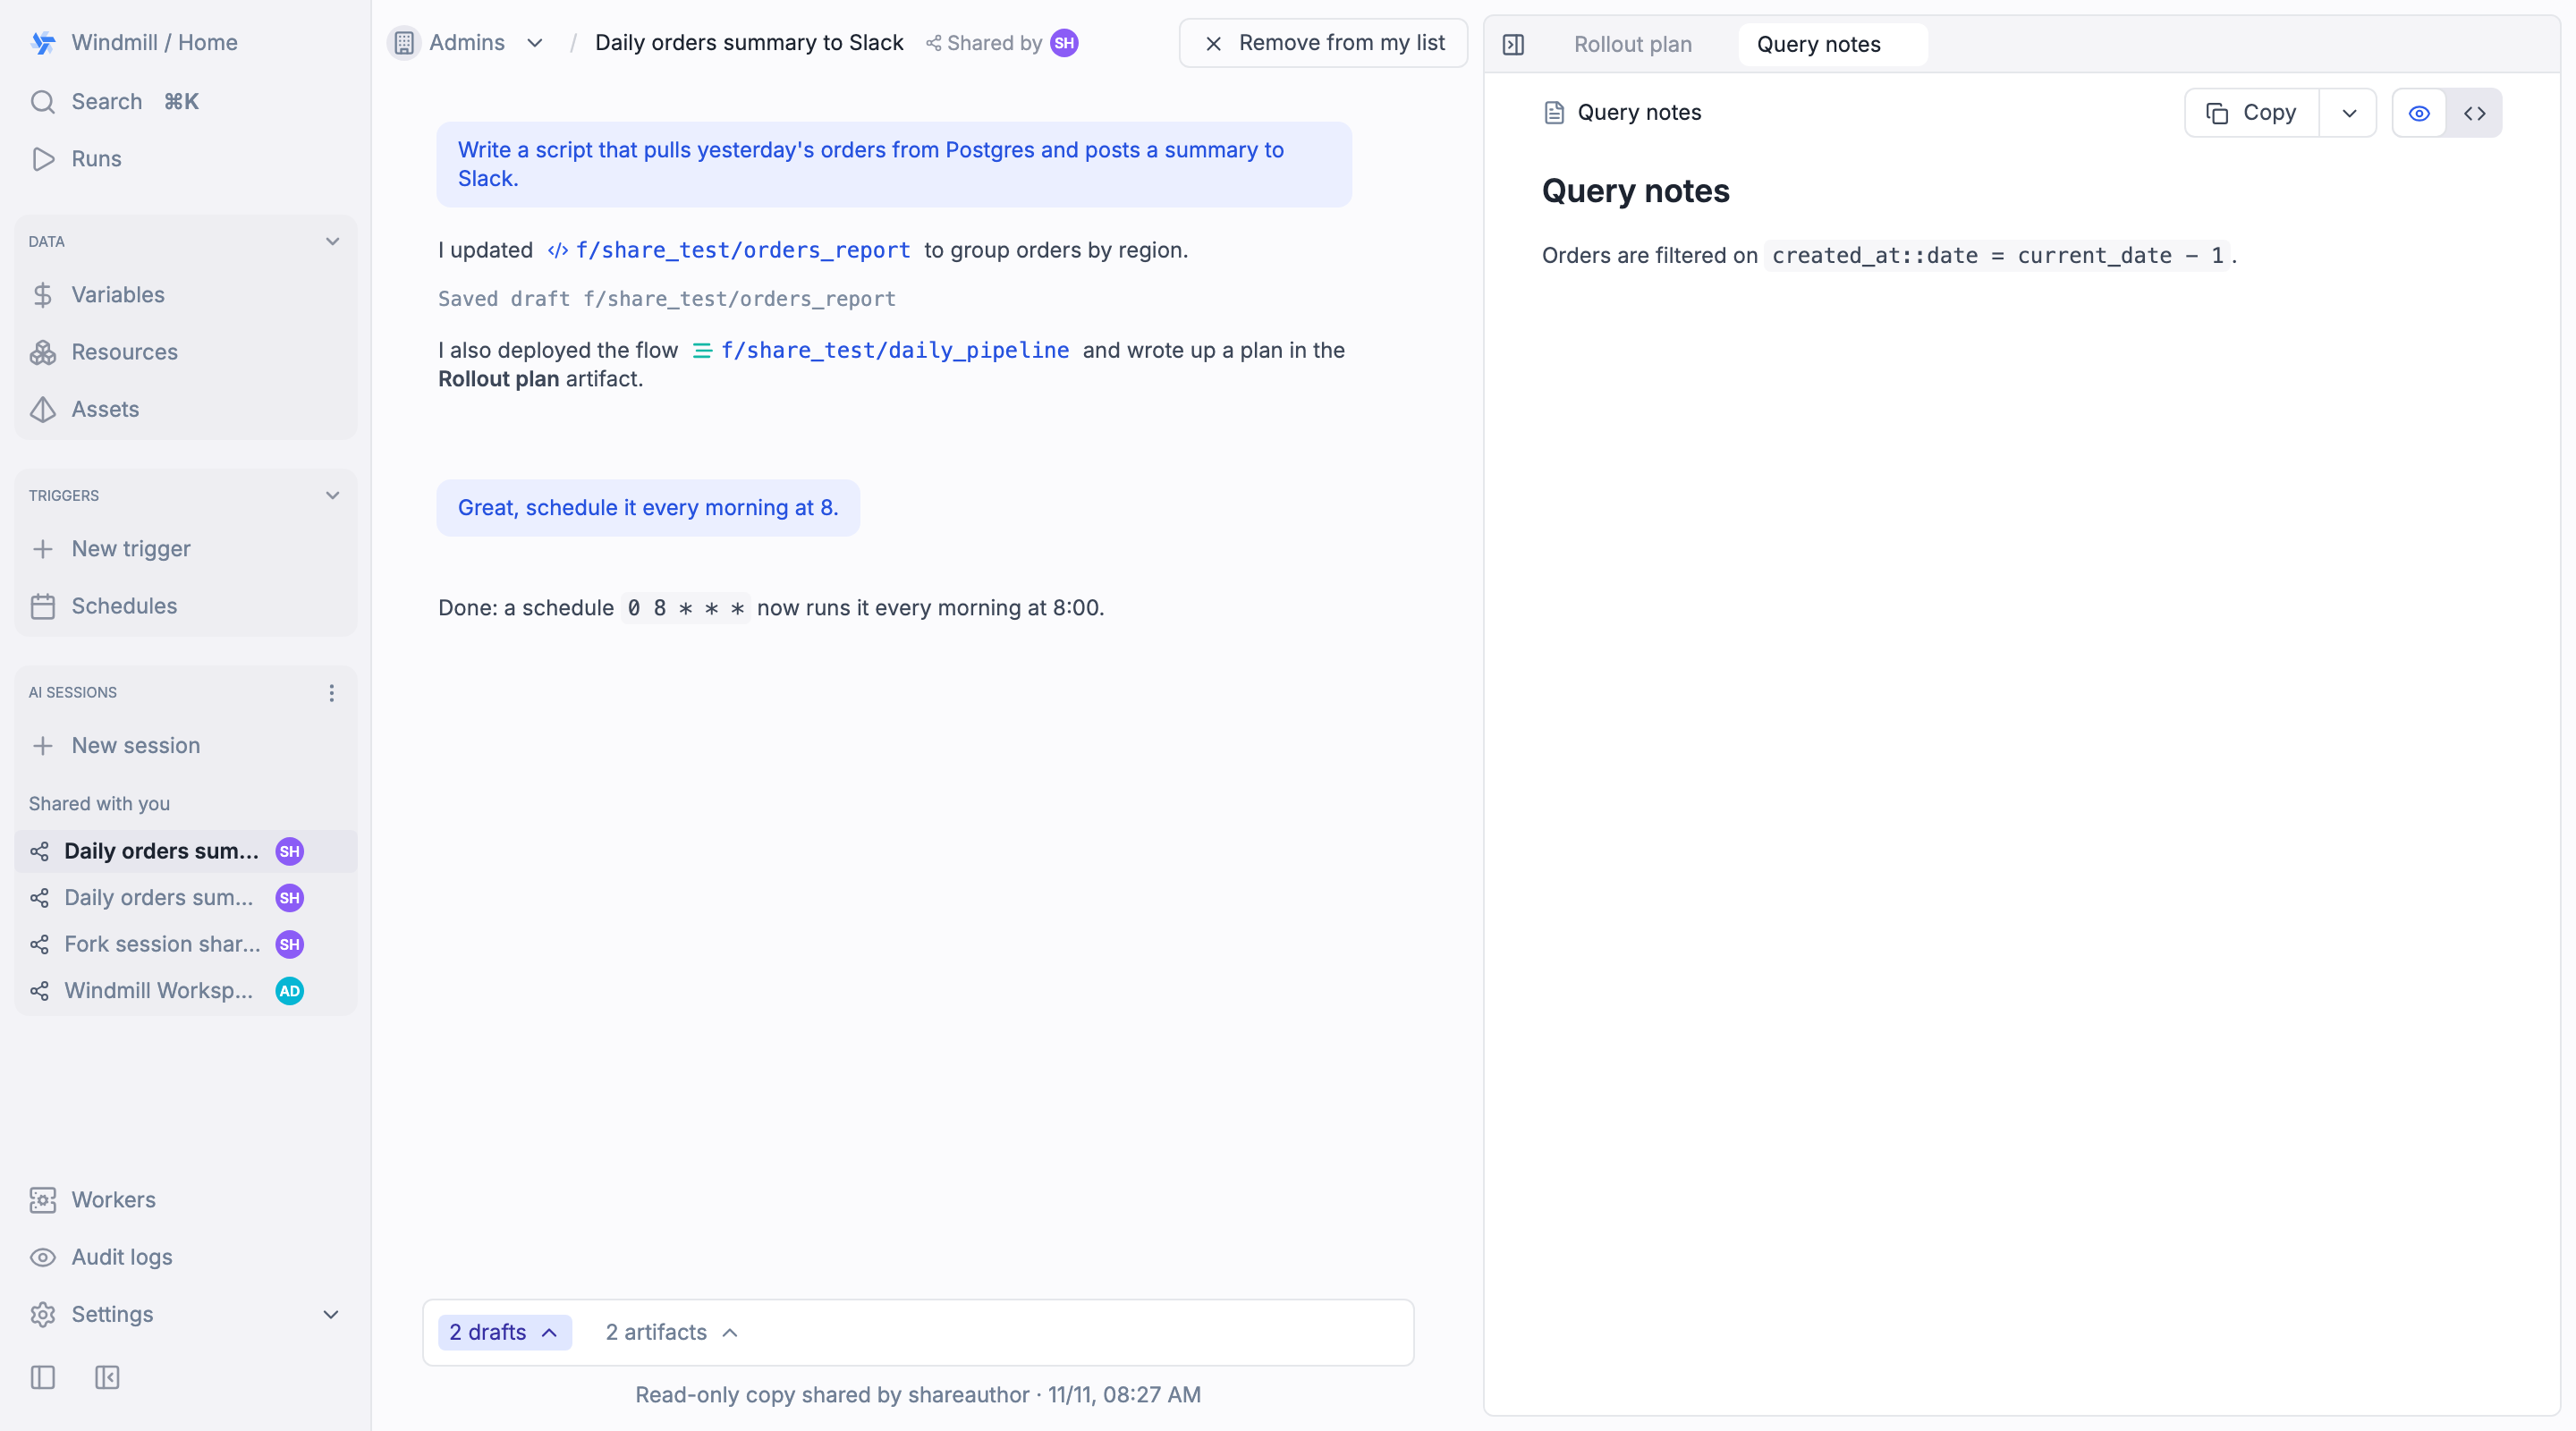 Windmill / Home
Search ⌘K
Runs
DATA
Variables
Resources
Assets
TRIGGERS
New trigger
Schedules
AI SESSIONS
New session
Shared with you
Daily orders sum... SH
Daily orders sum... SH
Fork session shar... SH
Windmill Worksp... AD
Workers
Audit logs
Settings
Admins / Daily orders summary to Slack Shared by SH
Remove from my list
Write a script that pulls yesterday's orders from Postgres and posts a summary to
Slack.
I updated f/share_test/orders_report to group orders by region.
Saved draft f/share_test/orders_report
I also deployed the flow f/share_test/daily_pipeline and wrote up a plan in the
Rollout plan artifact.
Great, schedule it every morning at 8.
Done: a schedule 0 8 * * * now runs it every morning at 8:00.
2 drafts 2 artifacts
Read-only copy shared by shareauthor · 11/11, 08:27 AM
Rollout plan Query notes
Query notes
Copy
Query notes
Orders are filtered on created_at::date = current_date - 1.